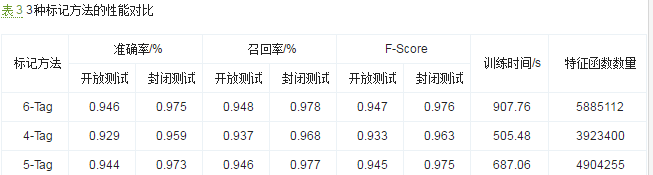 表 3 3种标记方法的性能对比
标记方法 准确率/% 召回率/% F-Score 训练时间/s 特征函数数量
开放测试 封闭测试 开放测试 封闭测试 开放测试 封闭测试
6-Tag 0.946 0.975 0.948 0.978 0.947 0.976 907.76 5885112
4-Tag 0.929 0.959 0.937 0.968 0.933 0.963 505.48 3923400
5-Tag 0.944 0.973 0.946 0.977 0.945 0.975 687.06 4904255